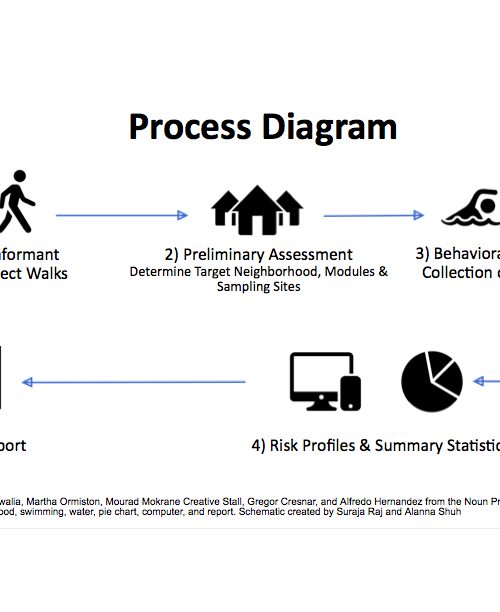 Process Diagram
nformant
ect Walks
2) Preliminary Assessment
Determine Target Neighborhood, Modules &
Sampling Sites
3) Behaviora
Collection o
port
4) Risk Profiles & Summary Statistic
walia, Martha Ormiston, Mourad Mokrane Creative Stall, Gregor Cresnar, and Alfredo Hernandez from the Noun Pr
ood, swimming, water, pie chart, computer, and report. Schematic created by Suraja Raj and Alanna Shuh